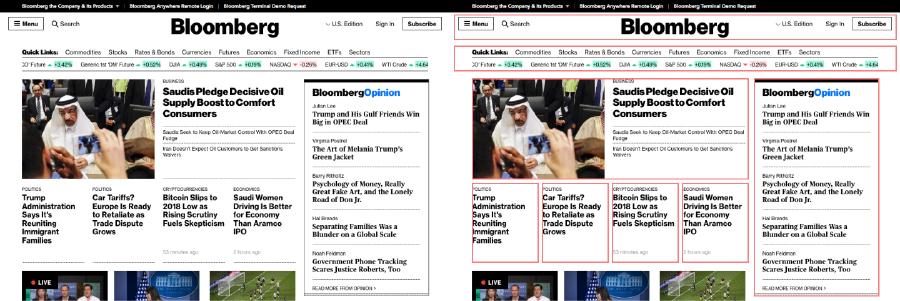 Bloomberg the Company & Its Products
Bloomberg Anywhere Remote Login
Bloomberg Terminal Demo Request
Menu
Search
Bloomberg
U.S. Edition
Sign In
Subscribe
Quick Links: Commodities Stocks Rates & Bonds Currencies Futures Economics Fixed Income ETFs Sectors
Future +3.42% Generic 1st 'DM' Future +0.52% DJIA +0.49% S&P 500 +0.19% NASDAQ -0.26% EUR-USD +0.41% WTI Crude +4.64
BUSINESS
Saudis Pledge Decisive Oil
Supply Boost to Comfort
Consumers
Saudis Seek to Keep Oil-Market Control With OPEC Deal
Fudge
Iran Doesn't Expect Oil Customers to Get Sanctions
Waivers
BloombergOpinion
Julian Lee
Trump and His Gulf Friends Win
Big in OPEC Deal
Virginia Postrel
The Art of Melania Trump's
Green Jacket
Barry Ritholtz
Psychology of Money, Really
Great Fake Art, and the Lonely
Road of Don Jr.
Hal Brands
Separating Families Was a
Blunder on a Global Scale
Noah Feldman
Government Phone Tracking
Scares Justice Roberts, Too
READ MORE FROM OPINION >
POLITICS
Trump
Administration
Says It's
Reuniting
Immigrant
Families
POLITICS
Car Tariffs?
Europe Is Ready
to Retaliate as
Trade Dispute
Grows
CRYPTOCURRENCIES
Bitcoin Slips to
2018 Low as
Rising Scrutiny
Fuels Skepticism
53 minutes ago
ECONOMICS
Saudi Women
Driving Is Better
for Economy
Than Aramco
IPO
2 hours ago
LIVE
Bloomberg the Company & Its Products
Bloomberg Anywhere Remote Login
Bloomberg Terminal Demo Request
Menu
Search
Bloomberg
U.S. Edition
Sign In
Subscribe
Quick Links: Commodities Stocks Rates & Bonds Currencies Futures Economics Fixed Income ETFs Sectors
Future +3.42% Generic 1st 'DM' Future +0.52% DJIA +0.49% S&P 500 +0.19% NASDAQ -0.26% EUR-USD +0.41% WTI Crude +4.64
BUSINESS
Saudis Pledge Decisive Oil
Supply Boost to Comfort
Consumers
Saudis Seek to Keep Oil-Market Control With OPEC Deal
Fudge
Iran Doesn't Expect Oil Customers to Get Sanctions
Waivers
BloombergOpinion
Julian Lee
Trump and His Gulf Friends Win
Big in OPEC Deal
Virginia Postrel
The Art of Melania Trump's
Green Jacket
Barry Ritholtz
Psychology of Money, Really
Great Fake Art, and the Lonely
Road of Don Jr.
Hal Brands
Separating Families Was a
Blunder on a Global Scale
Noah Feldman
Government Phone Tracking
Scares Justice Roberts, Too
READ MORE FROM OPINION >
POLITICS
Trump
Administration
Says It's
Reuniting
Immigrant
Families
POLITICS
Car Tariffs?
Europe Is Ready
to Retaliate as
Trade Dispute
Grows
CRYPTOCURRENCIES
Bitcoin Slips to
2018 Low as
Rising Scrutiny
Fuels Skepticism
53 minutes ago
ECONOMICS
Saudi Women
Driving Is Better
for Economy
Than Aramco
IPO
2 hours ago
LIVE